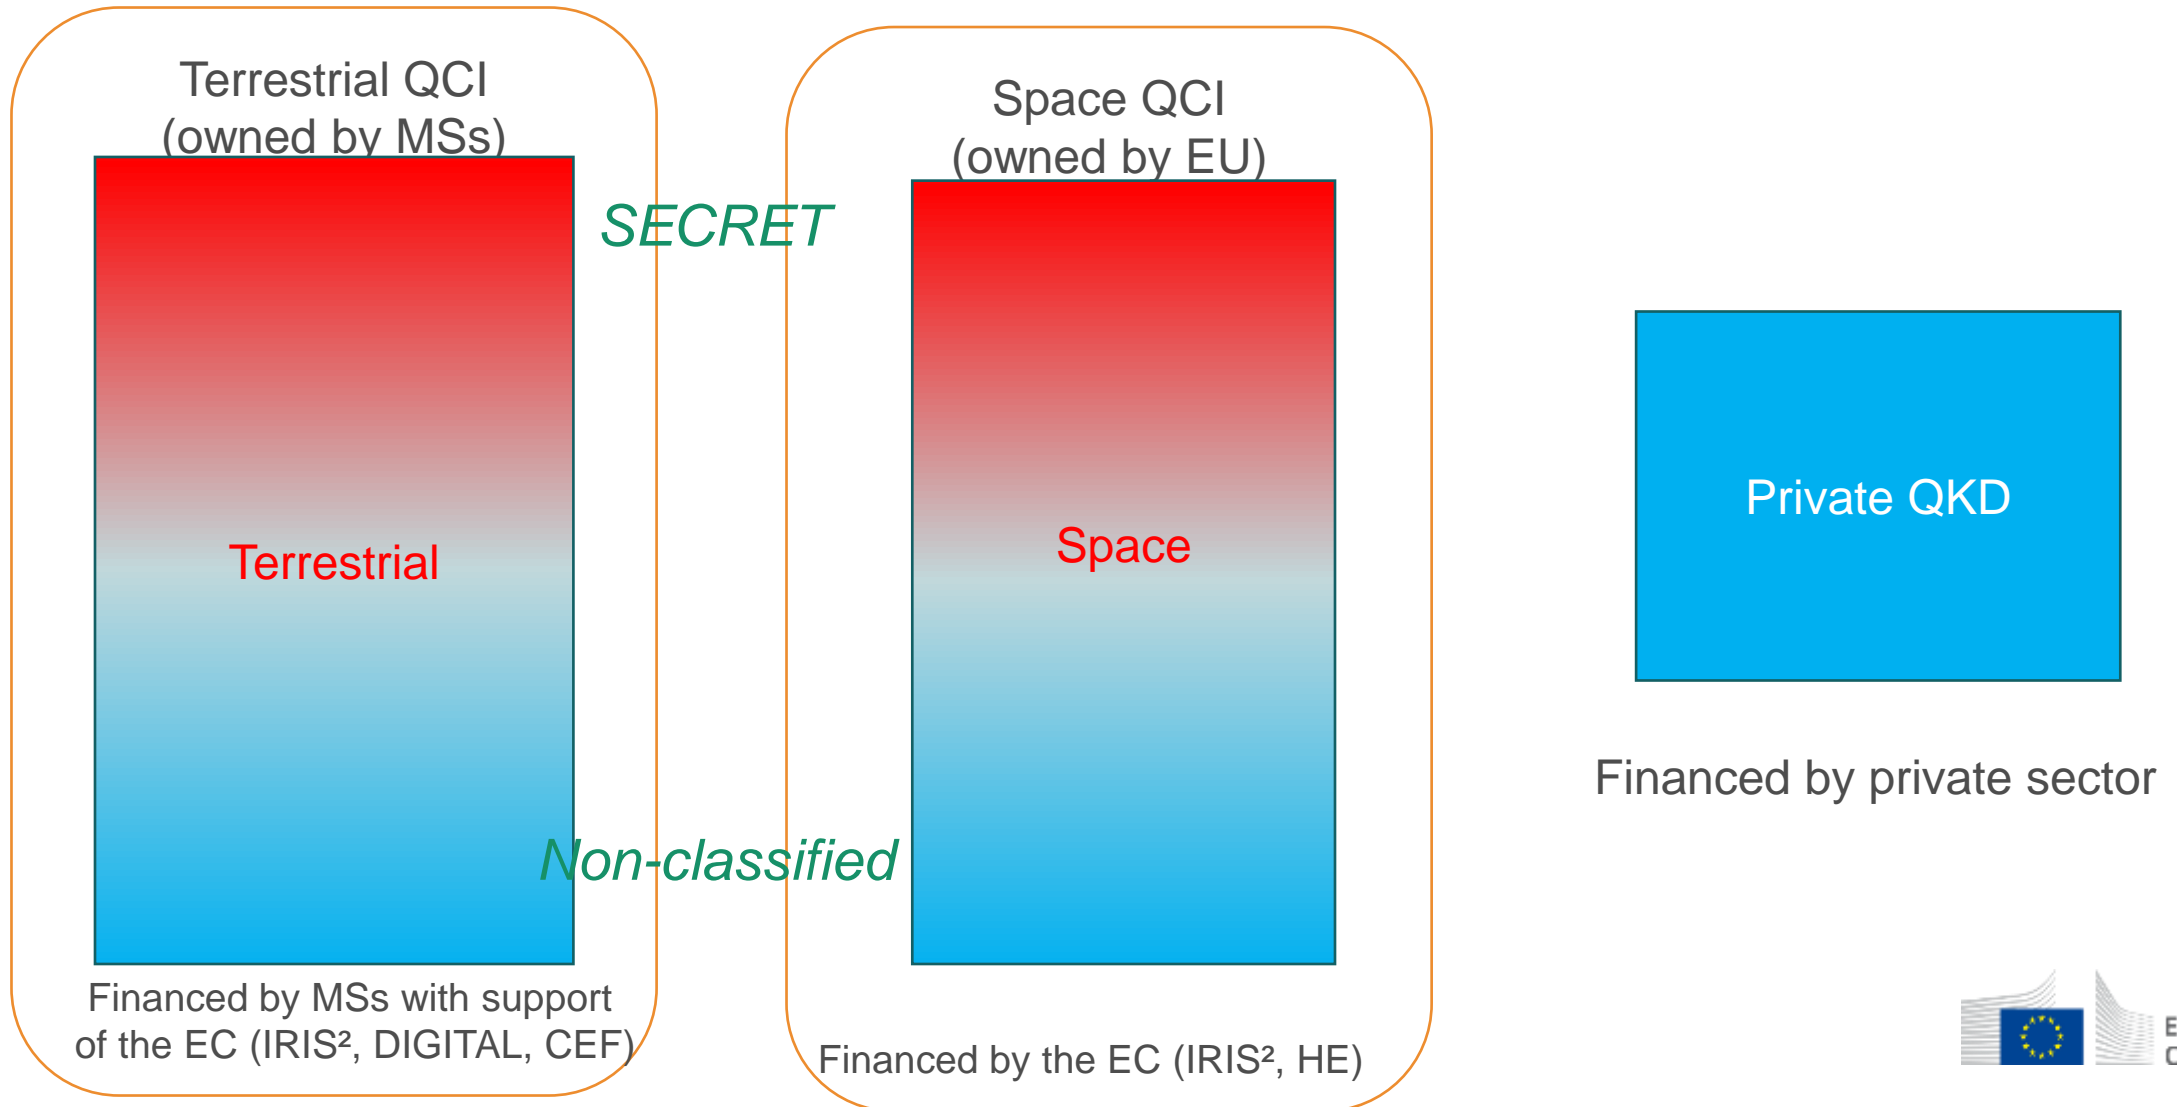 Terrestrial QCI
(owned by MSs)
Space QCI
(owned by EU)
SECRET
Terrestrial
Space
Private QKD
Financed by private sector
Non-classified
Financed by MSs with support
of the EC (IRIS², DIGITAL, CEF)
Financed by the EC (IRIS², HE)